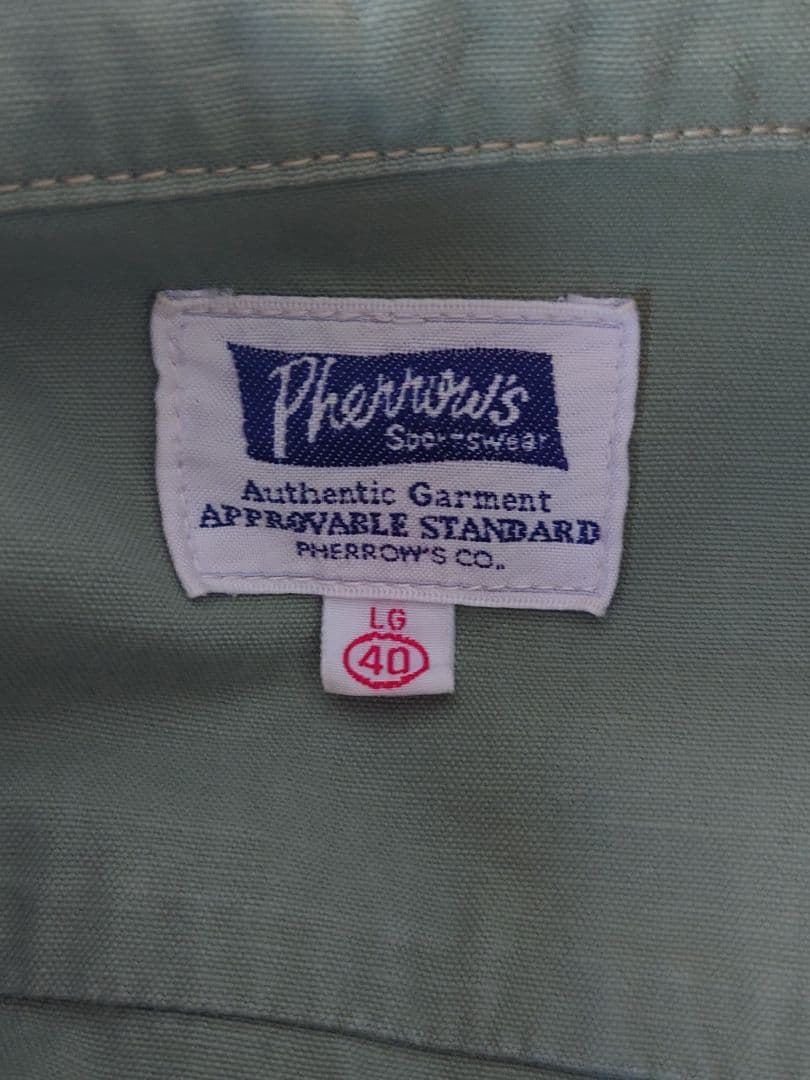 Pherrow's
Sportswear
Authentic Garment
APPROVABLE STANDARD
PHERROW'S CO.,
LG
40